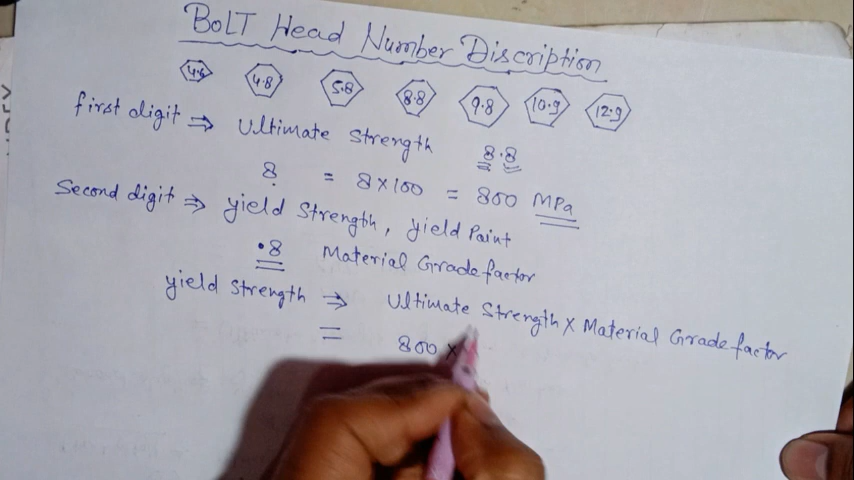 BOLT Head Number Discription
4.6 4.8 5.8 8.8 9.8 10.9 12.9
first digit ⇒ Ultimate Strength 8.8
8 = 8×100 = 800 MPa
Second digit ⇒ yield Strength, yield Point
.8 Material Grade factor
yield strength ⇒ Ultimate Strength × Material Grade factor
= 800 ×